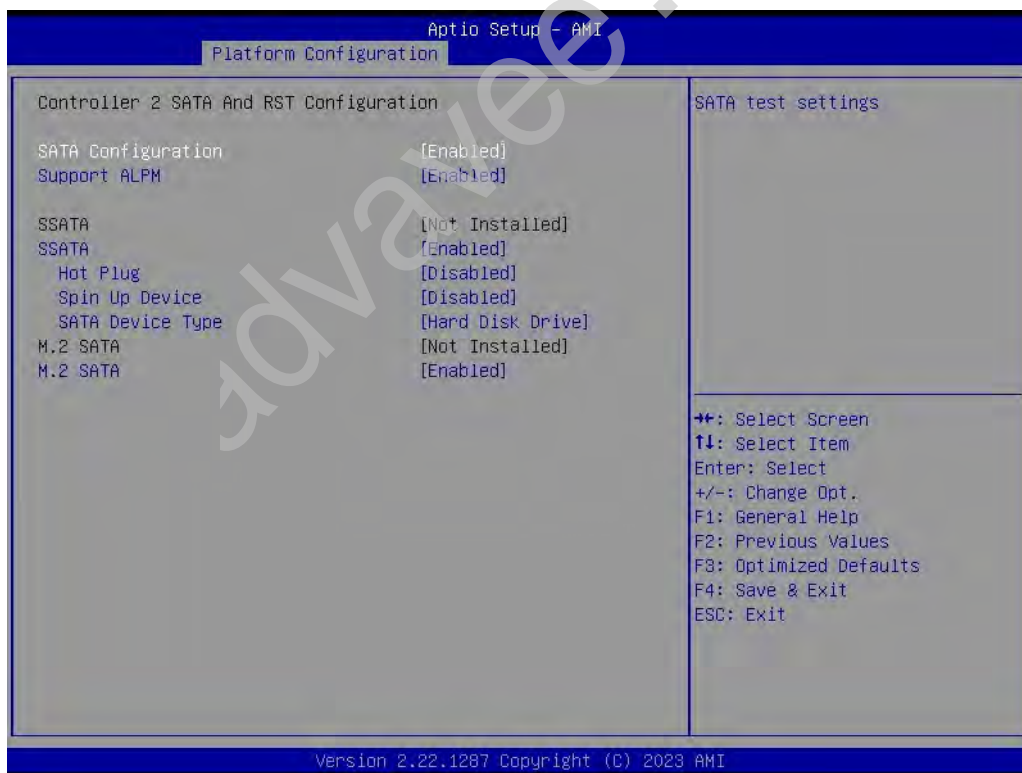 Aptio Setup – AMI
Platform Configuration
Controller 2 SATA And RST Configuration
SATA Configuration [Enabled]
Support ALPM [Enabled]
SSATA [Not Installed]
SSATA [Enabled]
Hot Plug [Disabled]
Spin Up Device [Disabled]
SATA Device Type [Hard Disk Drive]
M.2 SATA [Not Installed]
M.2 SATA [Enabled]
SATA test settings
→←: Select Screen
↑↓: Select Item
Enter: Select
+/-: Change Opt.
F1: General Help
F2: Previous Values
F3: Optimized Defaults
F4: Save & Exit
ESC: Exit
Version 2.22.1287 Copyright (C) 2023 AMI